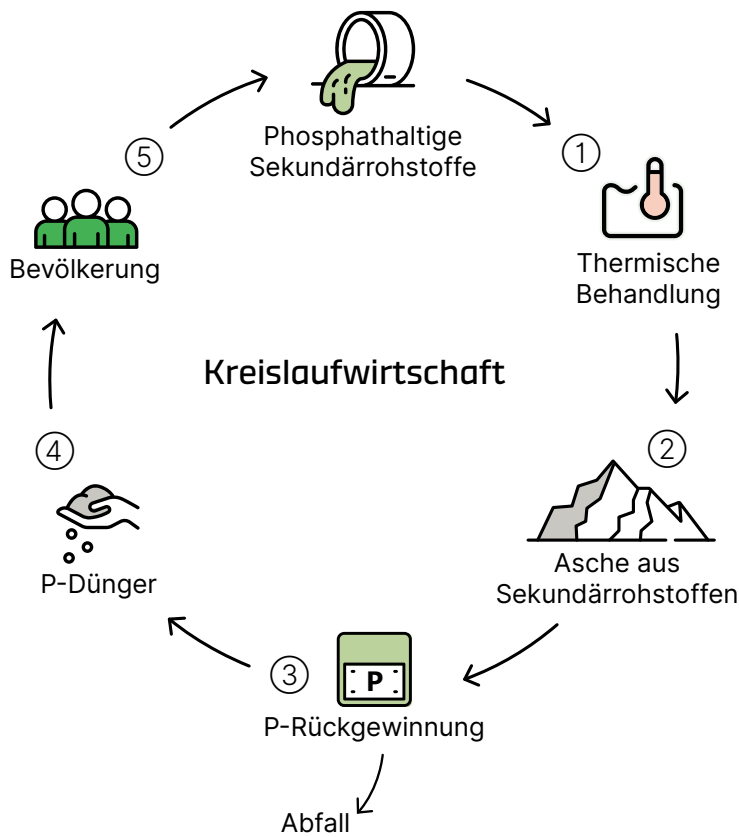 Phosphathaltige
Sekundärrohstoffe
①
Thermische
Behandlung
②
Asche aus
Sekundärrohstoffen
③
P
P-Rückgewinnung
Abfall
④
P-Dünger
⑤
Bevölkerung
Kreislaufwirtschaft